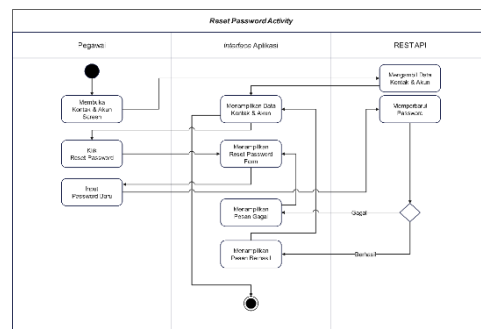 Reset Password Activity
Pegawai
Interface Aplikasi
REST API
Membuka
Kontak & Akun
Screen
Mengambil Data
Kontak & Akun
Menampilkan Data
Kontak & Akun
Memperbarui
Password
Klik
Reset Password
Menampilkan
Reset Password
Form
Input
Password Baru
Menampilkan
Pesan Gagal
Gagal
Menampilkan
Pesan Berhasil
Berhasil